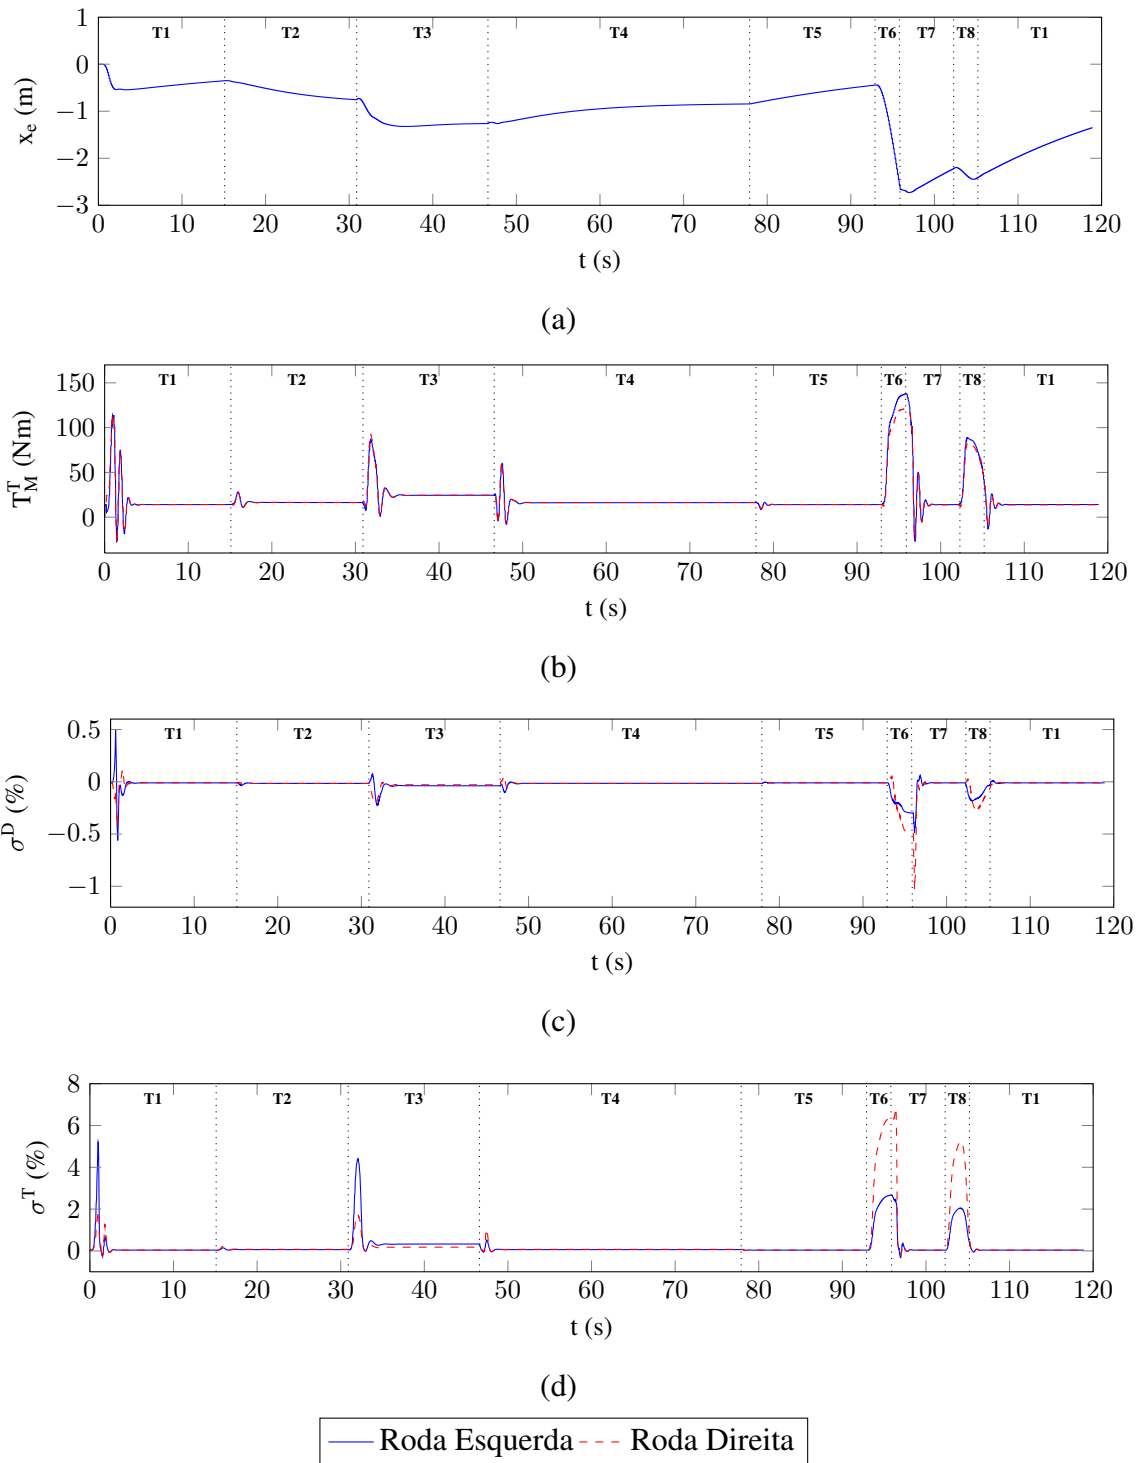 1
0
−1
−2
−3
x_e (m)
T1 T2 T3 T4 T5 T6 T7 T8 T1
0 10 20 30 40 50 60 70 80 90 100 110 120
t (s)
(a)
150
100
50
0
T_M^T (Nm)
T1 T2 T3 T4 T5 T6 T7 T8 T1
0 10 20 30 40 50 60 70 80 90 100 110 120
t (s)
(b)
0.5
0
−0.5
−1
σ^D (%)
T1 T2 T3 T4 T5 T6 T7 T8 T1
0 10 20 30 40 50 60 70 80 90 100 110 120
t (s)
(c)
8
6
4
2
0
σ^T (%)
T1 T2 T3 T4 T5 T6 T7 T8 T1
0 10 20 30 40 50 60 70 80 90 100 110 120
t (s)
(d)
Roda Esquerda Roda Direita